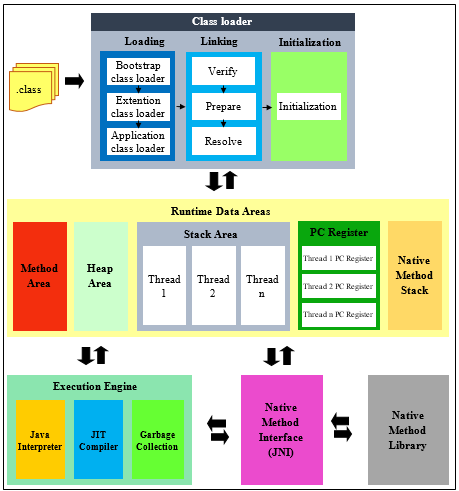 Class loader
Loading
Linking
Initialization
.class
Bootstrap
class loader
Extention
class loader
Application
class loader
Verify
Prepare
Resolve
Initialization
Runtime Data Areas
Method
Area
Heap
Area
Stack Area
Thread
1
Thread
2
Thread
n
PC Register
Thread 1 PC Register
Thread 2 PC Register
Thread n PC Register
Native
Method
Stack
Execution Engine
Java
Interpreter
JIT
Compiler
Garbage
Collection
Native
Method
Interface
(JNI)
Native
Method
Library